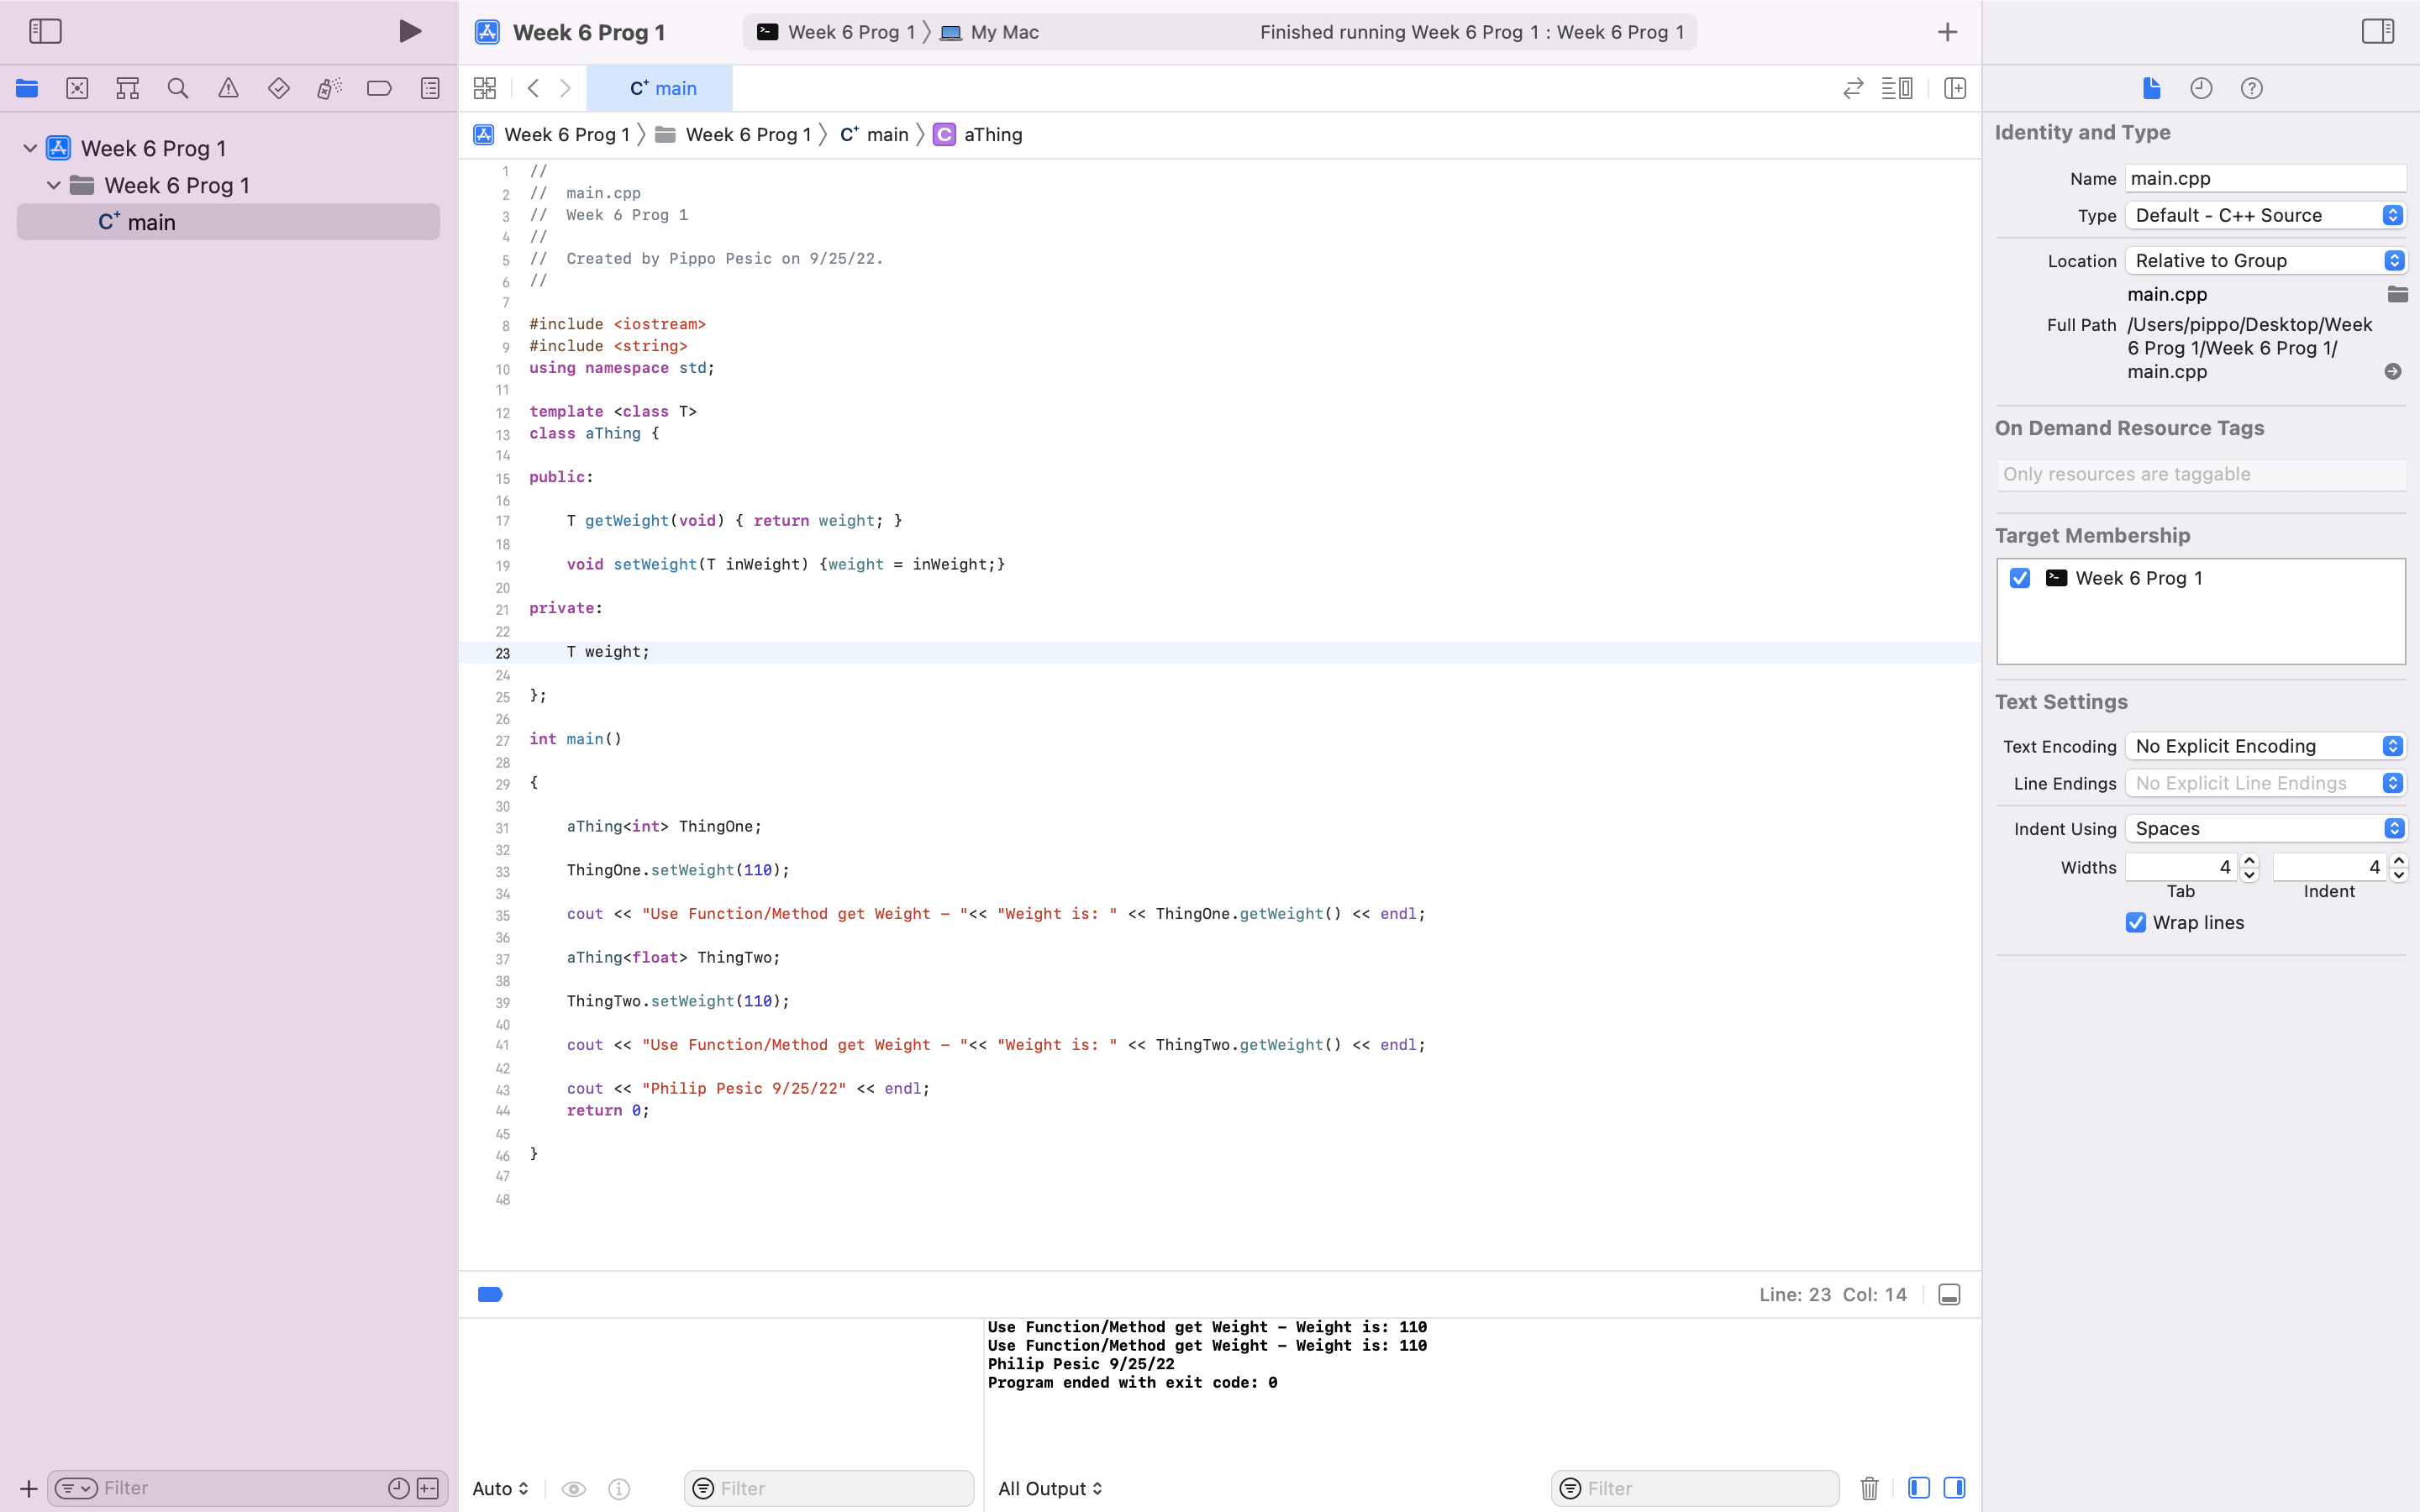 Week 6 Prog 1
Week 6 Prog 1 My Mac
Finished running Week 6 Prog 1 : Week 6 Prog 1
main
Week 6 Prog 1 Week 6 Prog 1 main C aThing
Week 6 Prog 1
Week 6 Prog 1
main
1 //
2 //  main.cpp
3 //  Week 6 Prog 1
4 //
5 //  Created by Pippo Pesic on 9/25/22.
6 //
7
8 #include <iostream>
9 #include <string>
10 using namespace std;
11
12 template <class T>
13 class aThing {
14
15 public:
16
17     T getWeight(void) { return weight; }
18
19     void setWeight(T inWeight) {weight = inWeight;}
20
21 private:
22
23     T weight;
24
25 };
26
27 int main()
28
29 {
30
31     aThing<int> ThingOne;
32
33     ThingOne.setWeight(110);
34
35     cout << "Use Function/Method get Weight – "<< "Weight is: " << ThingOne.getWeight() << endl;
36
37     aThing<float> ThingTwo;
38
39     ThingTwo.setWeight(110);
40
41     cout << "Use Function/Method get Weight – "<< "Weight is: " << ThingTwo.getWeight() << endl;
42
43     cout << "Philip Pesic 9/25/22" << endl;
44     return 0;
45
46 }
47
48
Line: 23 Col: 14
Use Function/Method get Weight – Weight is: 110
Use Function/Method get Weight – Weight is: 110
Philip Pesic 9/25/22
Program ended with exit code: 0
Filter
Auto
Filter
All Output
Filter
Identity and Type
Name main.cpp
Type Default - C++ Source
Location Relative to Group
main.cpp
Full Path /Users/pippo/Desktop/Week
6 Prog 1/Week 6 Prog 1/
main.cpp
On Demand Resource Tags
Only resources are taggable
Target Membership
Week 6 Prog 1
Text Settings
Text Encoding No Explicit Encoding
Line Endings No Explicit Line Endings
Indent Using Spaces
Widths 4 4
Tab Indent
Wrap lines